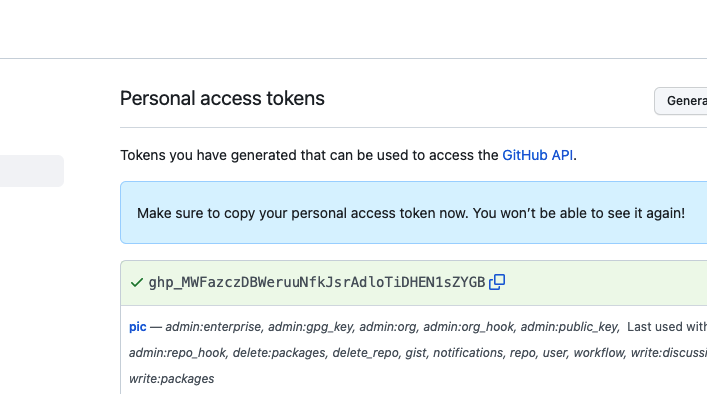 Personal access tokens
Genera
Tokens you have generated that can be used to access the GitHub API.
Make sure to copy your personal access token now. You won't be able to see it again!
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
pic — admin:enterprise, admin:gpg_key, admin:org, admin:org_hook, admin:public_key, Last used with
admin:repo_hook, delete:packages, delete_repo, gist, notifications, repo, user, workflow, write:discussi
write:packages